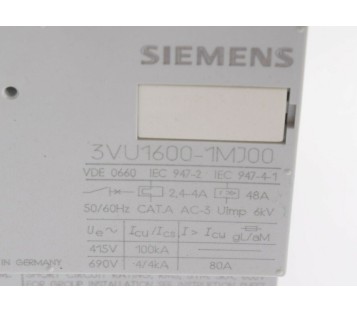 SIEMENS
3VU1600-1MJ00
VDE 0660 IEC 947-2 IEC 947-4-1
2,4-4A I>> 48A
50/60Hz CAT.A AC-3 Uimp 6kV
Ue~ Icu/Ics I> Icu gL/aM
415V 100kA
690V 4/4kA 80A
IN GERMANY